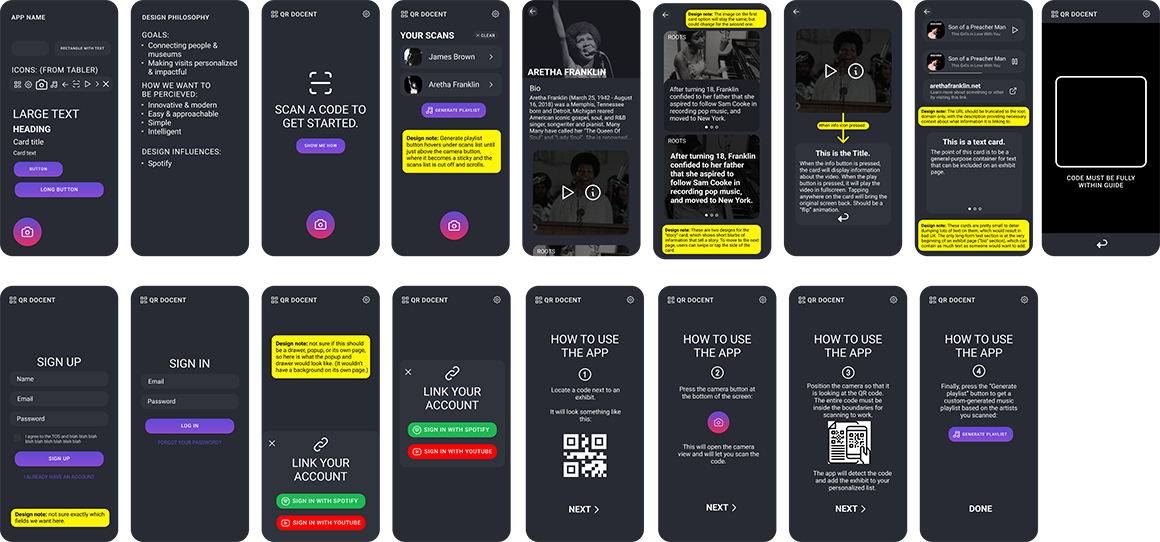 APP NAME
RECTANGLE WITH TEXT
ICONS: (FROM TABLER)
LARGE TEXT
HEADING
Card title
Card text
BUTTON
LONG BUTTON
DESIGN PHILOSOPHY
GOALS:
• Connecting people &
museums
• Making visits personalized
& impactful
HOW WE WANT TO
BE PERCIEVED:
• Innovative & modern
• Easy & approachable
• Simple
• Intelligent
DESIGN INFLUENCES:
• Spotify
QR DOCENT
SCAN A CODE TO
GET STARTED.
SHOW ME HOW
QR DOCENT
YOUR SCANS
× CLEAR
James Brown
Aretha Franklin
GENERATE PLAYLIST
Design note: Generate playlist
button hovers under scans list until
just above the camera button,
where it becomes a sticky and the
scans list is cut off and scrolls.
ARETHA FRANKLIN
Bio
Aretha Franklin (March 25, 1942 - August
16, 2018) was a Memphis, Tennessee
born and Detroit, Michigan reared
American iconic gospel, soul, and R&B
singer, songwriter and pianist. Many
Many have called her "The Queen Of
Soul" and "Lady Soul". She is renowned
ROOTS
Design note: The image on the first
card option will stay the same, but
could change for the second one.
ROOTS
After turning 18, Franklin
confided to her father that
she aspired to follow Sam
Cooke in recording pop music,
and moved to New York.
ROOTS
After turning 18, Franklin
confided to her father
that she aspired to
follow Sam Cooke in
recording pop music,
and moved to New York.
Design note: These are two designs for the
"story" card, which shows short blurbs of
information that tell a story. To move to the
next page, users can swipe or tap the side of the
card.
When info icon pressed.
This is the Title.
When the info button is pressed,
the card will display information
about the video. When the play
button is pressed, it will play the
video in fullscreen. Tapping
anywhere on the card will bring the
original screen back. Should be a
"flip" animation.
Son of a Preacher Man
This Girl's in Love With You
Son of a Preacher Man
This Girl's in Love With You
arethafranklin.net
Learn more about something or other
by visiting this link.
Design note: The URL should be truncated to the root
domain only, with the description providing necessary
context about what information it is linking to.
This is a text card.
The point of this card is to be a
general-purpose container for text
that can be included on an exhibit
page.
Design note: These cards are pretty small to deter
dumping lots of text on them, which would result in
bad UX. The only long form text section is at the very
beginning of an exhibit page ("bio" section), which can
contain as much text as someone would want to add.
QR DOCENT
CODE MUST BE FULLY
WITHIN GUIDE
QR DOCENT
SIGN UP
Name
Email
Password
I agree to the TOS and blah blah blah
blah blah blah blah blah blah
SIGN UP
I ALREADY HAVE AN ACCOUNT
Design note: not sure exactly which
fields we want here.
QR DOCENT
SIGN IN
Email
Password
LOG IN
FORGOT YOUR PASSWORD?
QR DOCENT
Design note: not sure if this should
be a drawer, popup, or its own page,
so here is what the popup and
drawer would look like. (It wouldn't
have a background on its own page.)
LINK YOUR
ACCOUNT
SIGN IN WITH SPOTIFY
SIGN IN WITH YOUTUBE
QR DOCENT
LINK YOUR
ACCOUNT
SIGN IN WITH SPOTIFY
SIGN IN WITH YOUTUBE
QR DOCENT
HOW TO USE
THE APP
1
Locate a code next to an
exhibit.
It will look something like
this:
NEXT >
QR DOCENT
HOW TO USE
THE APP
2
Press the camera button at
the bottom of the screen:
This will open the camera
view and will let you scan the
code.
NEXT >
QR DOCENT
HOW TO USE
THE APP
3
Position the camera so that it
is looking at the QR code.
The entire code must be
inside the boundaries for
scanning to work.
The app will detect the code
and add the exhibit to your
personalized list.
NEXT >
QR DOCENT
HOW TO USE
THE APP
4
Finally, press the "Generate
playlist" button to get a
custom-generated music
playlist based on the artists
you scanned:
GENERATE PLAYLIST
DONE